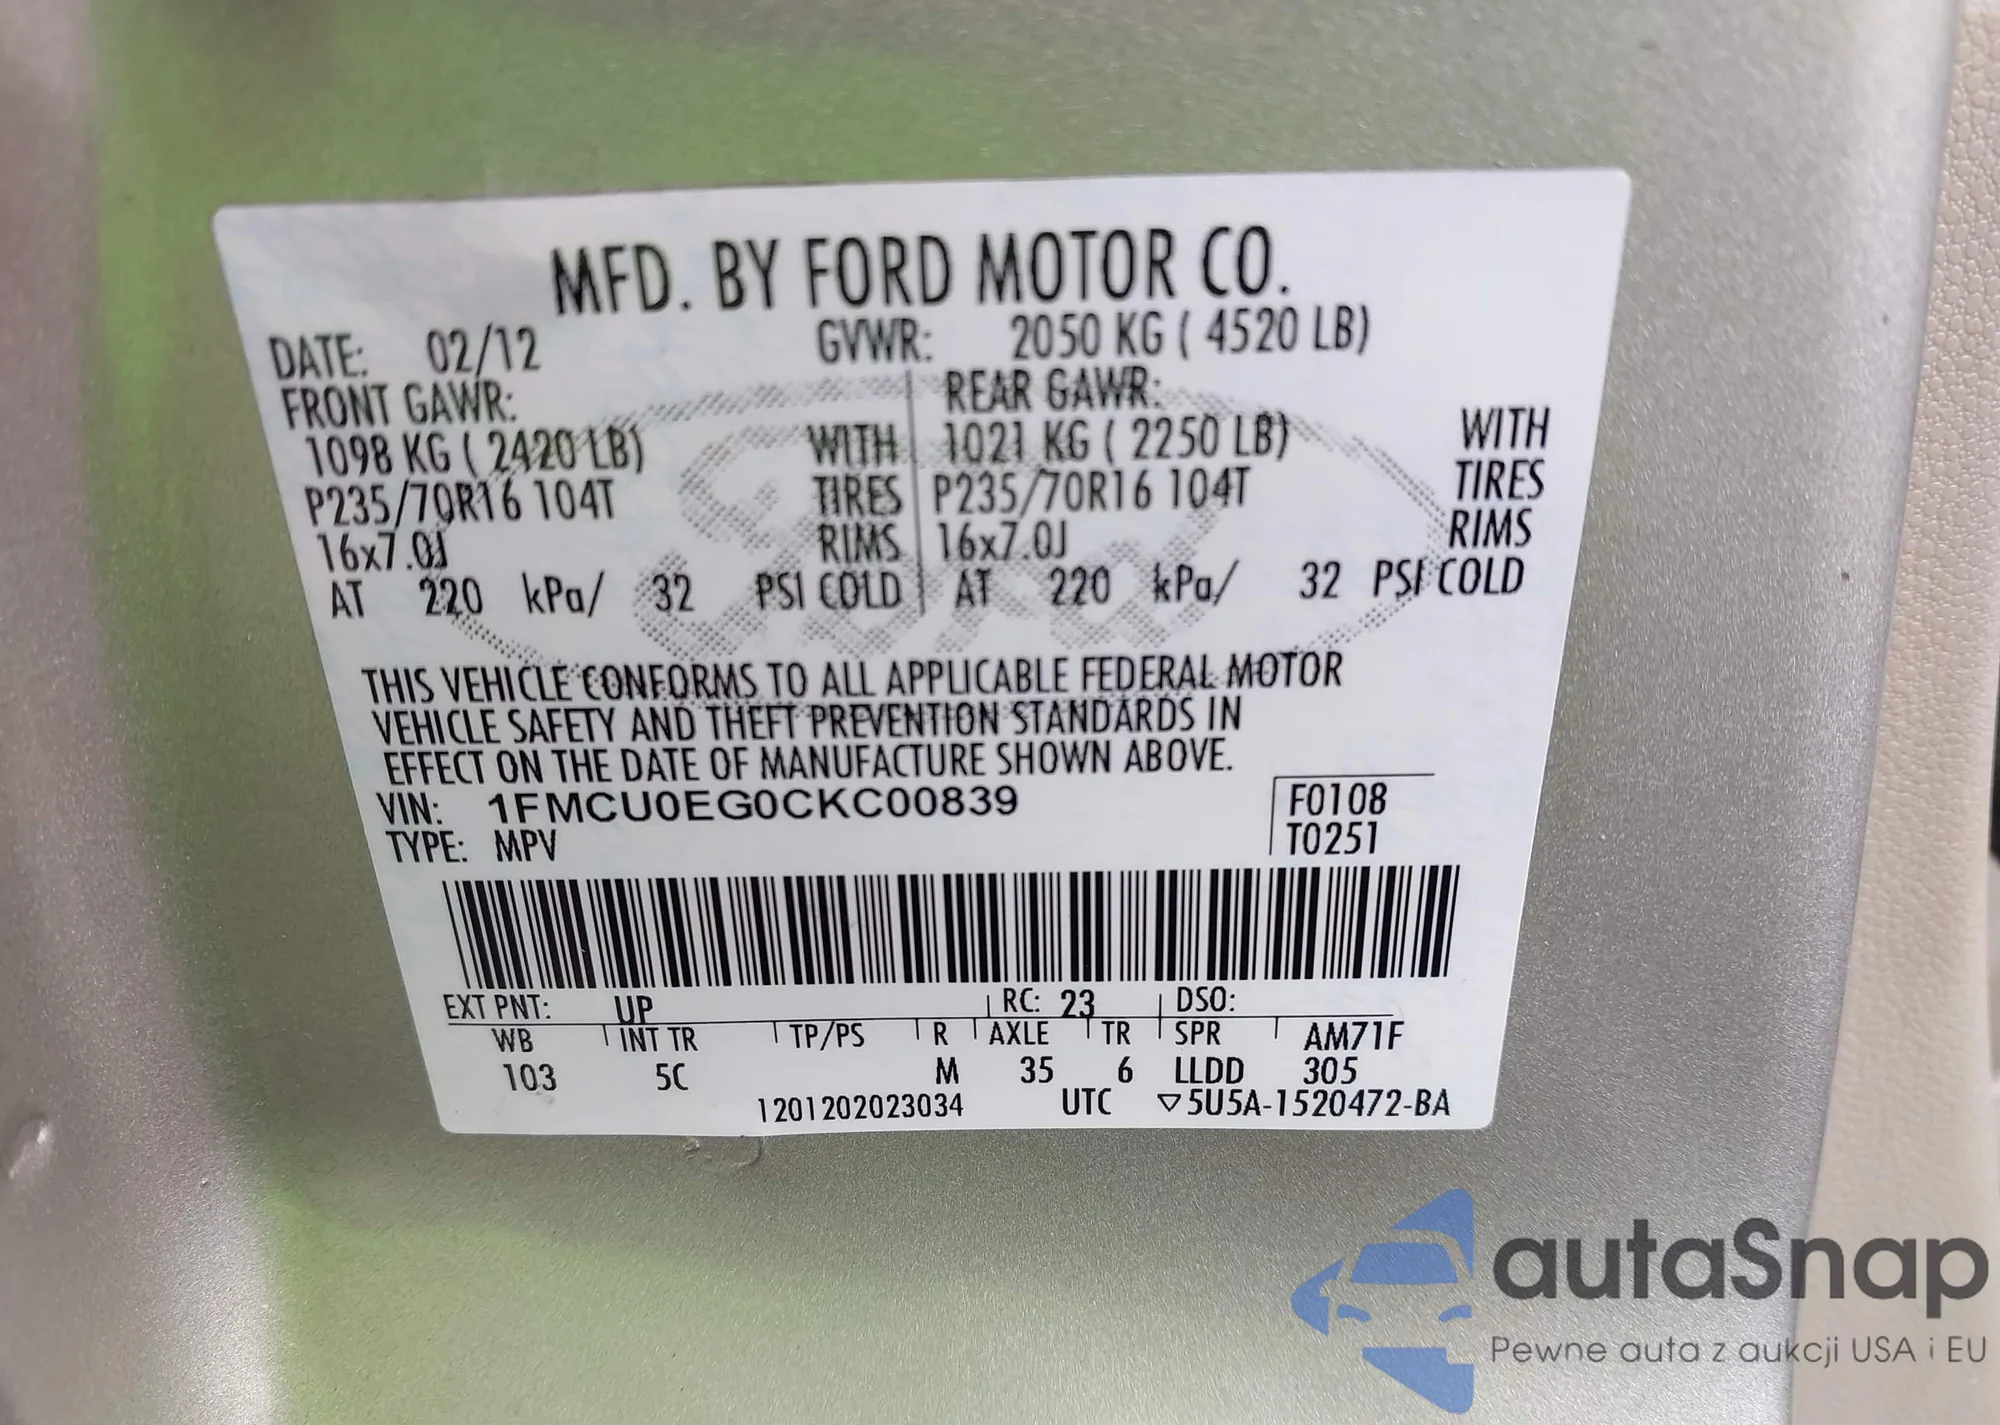 MFD. BY FORD MOTOR CO.
DATE: 02/12 GVWR: 2050 KG ( 4520 LB)
FRONT GAWR: REAR GAWR:
1098 KG ( 2420 LB) WITH 1021 KG ( 2250 LB) WITH
P235/70R16 104T TIRES P235/70R16 104T TIRES
16x7.0J RIMS 16x7.0J RIMS
AT 220 kPa/ 32 PSI COLD AT 220 kPa/ 32 PSI COLD
THIS VEHICLE CONFORMS TO ALL APPLICABLE FEDERAL MOTOR
VEHICLE SAFETY AND THEFT PREVENTION STANDARDS IN
EFFECT ON THE DATE OF MANUFACTURE SHOWN ABOVE.
VIN: 1FMCU0EG0CKC00839 F0108
TYPE: MPV T0251
EXT PNT: UP RC: 23 DSO:
WB INT TR TP/PS R AXLE TR SPR AM71F
103 5C M 35 6 LLDD 305
1201202023034 UTC ▽5U5A-1520472-BA
autaSnap
Pewne auta z aukcji USA i EU